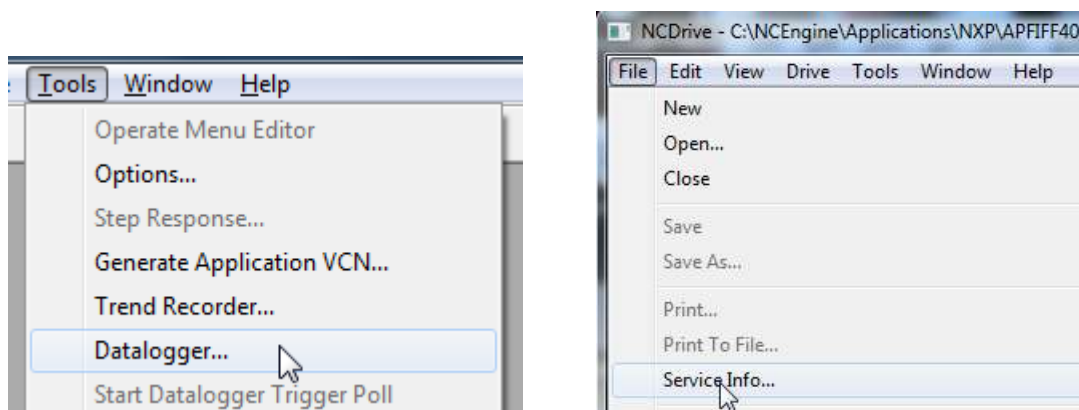 Tools Window Help
Operate Menu Editor
Options...
Step Response...
Generate Application VCN...
Trend Recorder...
Datalogger...
Start Datalogger Trigger Poll
NCDrive - C:\NCEngine\Applications\NXP\APFIFF40
File Edit View Drive Tools Window Help
New
Open...
Close
Save
Save As...
Print...
Print To File...
Service Info...